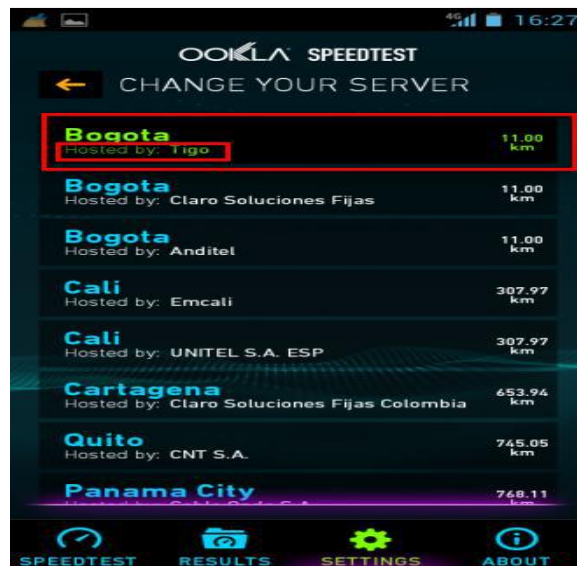 4G 16:27
OOKLA SPEEDTEST
CHANGE YOUR SERVER
Bogota 11.00
Hosted by: Tigo km
Bogota 11.00
Hosted by: Claro Soluciones Fijas km
Bogota 11.00
Hosted by: Anditel km
Cali 307.97
Hosted by: Emcali km
Cali 307.97
Hosted by: UNITEL S.A. ESP km
Cartagena 653.94
Hosted by: Claro Soluciones Fijas Colombia km
Quito 745.05
Hosted by: CNT S.A. km
Panama City 768.11
SPEEDTEST RESULTS SETTINGS ABOUT